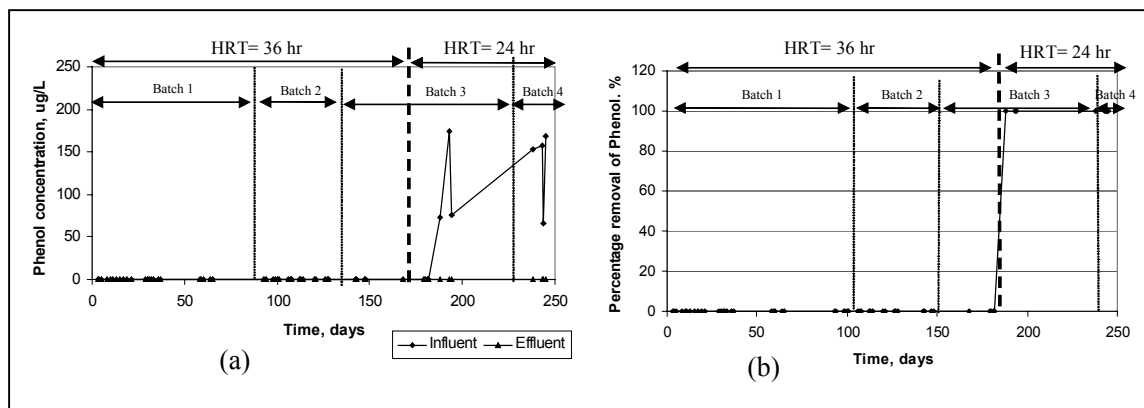 HRT= 36 hr
HRT= 24 hr
Phenol concentration, ug/L
250
200
150
100
50
0
Batch 1
Batch 2
Batch 3
Batch 4
0
50
100
150
200
250
Time, days
Influent
Effluent
(a)
HRT= 36 hr
HRT= 24 hr
Percentage removal of Phenol. %
120
100
80
60
40
20
0
Batch 1
Batch 2
Batch 3
Batch 4
0
50
100
150
200
250
Time, days
(b)